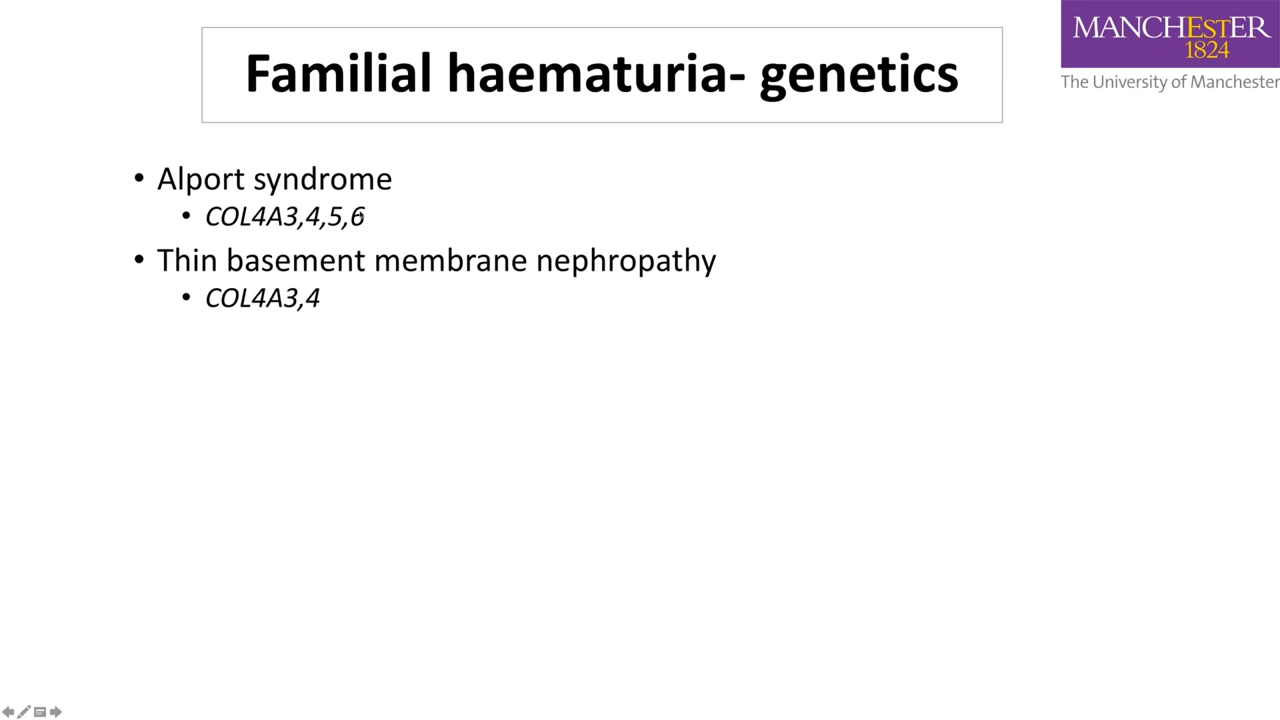 MANCHESTER
1824
The University of Manchester
Familial haematuria- genetics
• Alport syndrome
• COL4A3,4,5,6
• Thin basement membrane nephropathy
• COL4A3,4